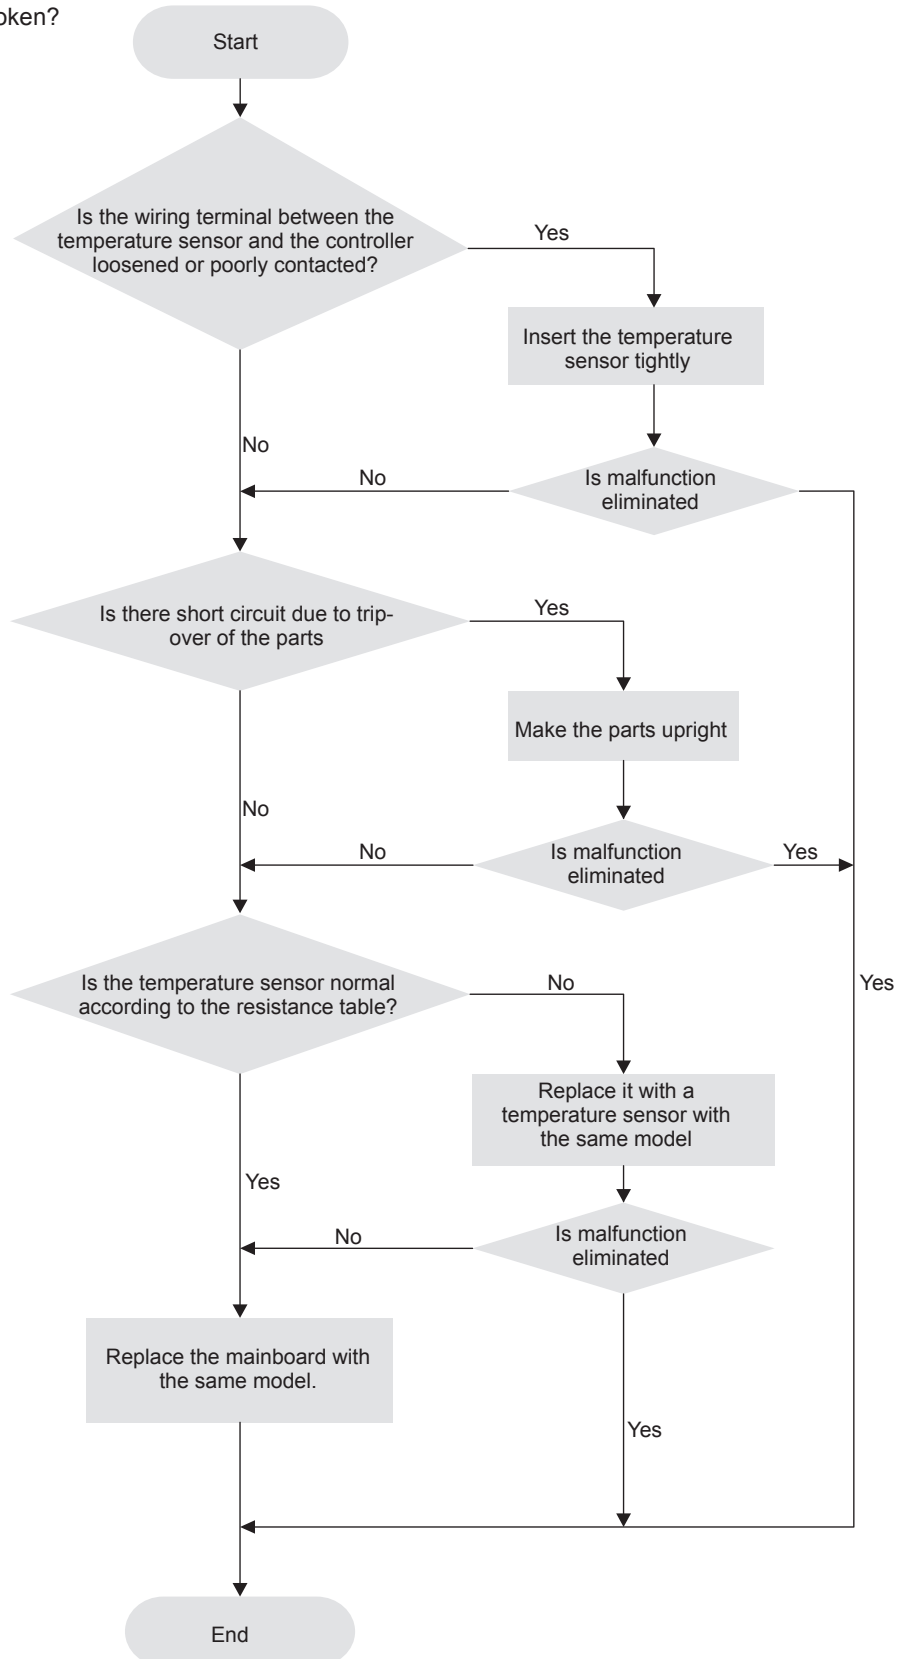 oken?
Start
Is the wiring terminal between the
temperature sensor and the controller
loosened or poorly contacted?
Yes
Insert the temperature
sensor tightly
No
No
Is malfunction
eliminated
Is there short circuit due to trip-
over of the parts
Yes
Make the parts upright
No
No
Is malfunction
eliminated
Yes
Is the temperature sensor normal
according to the resistance table?
No
Yes
Replace it with a
temperature sensor with
the same model
Yes
No
Is malfunction
eliminated
Replace the mainboard with
the same model.
Yes
End